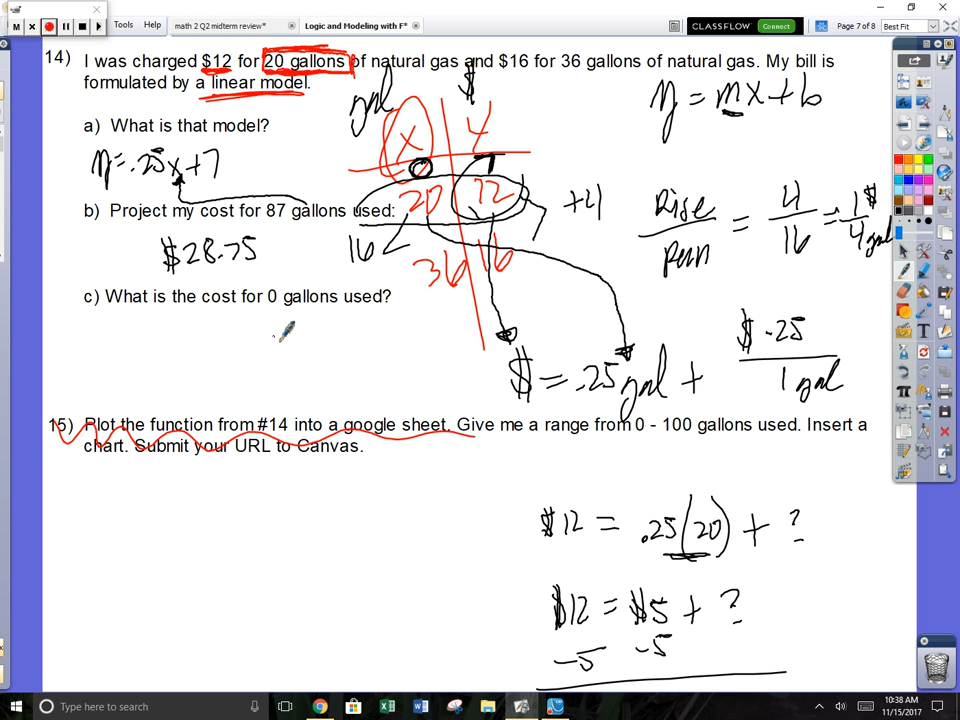 M
Tools Help
math 2 Q2 midterm review*
Logic and Modeling with F*
CLASSFLOW
Connect
Page 7 of 8
Best Fit
14) I was charged $12 for 20 gallons of natural gas and $16 for 36 gallons of natural gas. My bill is
formulated by a linear model.
gal $
y = mx + b
x y
a) What is that model?
y = .25x + 7
0 7
20 12
+4
Rise
Run
= 4/16 = 1$/4gal
b) Project my cost for 87 gallons used:
$28.75
16
36 16
c) What is the cost for 0 gallons used?
$ = .25 gal +
$ .25
1 gal
15) Plot the function from #14 into a google sheet. Give me a range from 0 - 100 gallons used. Insert a
chart. Submit your URL to Canvas.
$12 = .25(20) + ?
$12 = $5 + ?
-5 -5
Type here to search
10:38 AM
11/15/2017